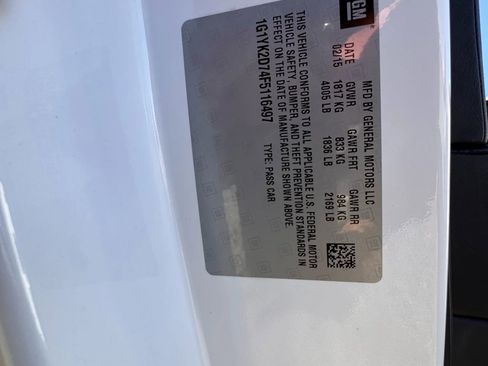 GM
MFD BY GENERAL MOTORS LLC
DATE GVWR GAWR FRT GAWR RR
02/15 1817 KG 833 KG 984 KG
4005 LB 1836 LB 2169 LB
THIS VEHICLE CONFORMS TO ALL APPLICABLE U.S. FEDERAL MOTOR
VEHICLE SAFETY, BUMPER, AND THEFT PREVENTION STANDARDS IN
EFFECT ON THE DATE OF MANUFACTURE SHOWN ABOVE.
1G1YK2D74F5116497 TYPE: PASS CAR